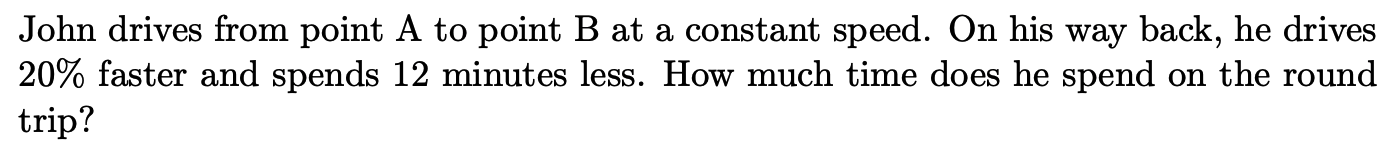 John drives from point A to point B at a constant speed. On his way back, he drives
20% faster and spends 12 minutes less. How much time does he spend on the round
trip?